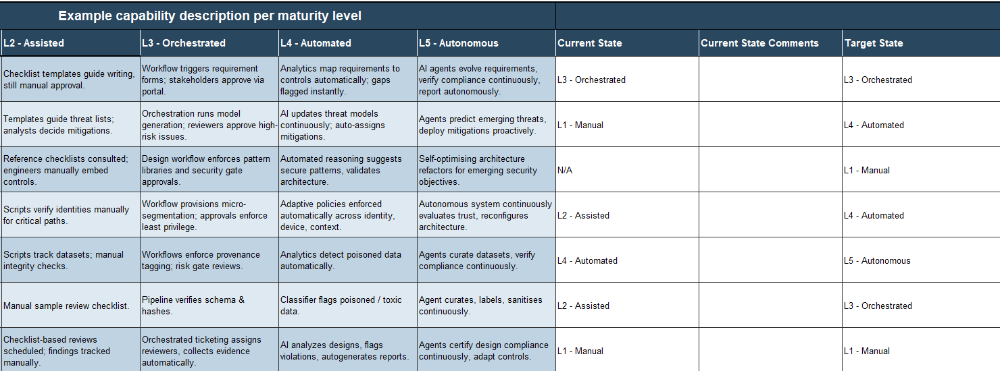 Example capability description per maturity level
L2 - Assisted
L3 - Orchestrated
L4 - Automated
L5 - Autonomous
Current State
Current State Comments
Target State
Checklist templates guide writing,
still manual approval.
Workflow triggers requirement
forms; stakeholders approve via
portal.
Analytics map requirements to
controls automatically; gaps
flagged instantly.
AI agents evolve requirements,
verify compliance continuously,
report autonomously.
L3 - Orchestrated
L3 - Orchestrated
Templates guide threat lists;
analysts decide mitigations.
Orchestration runs model
generation; reviewers approve high-
risk issues.
AI updates threat models
continuously; auto-assigns
mitigations.
Agents predict emerging threats,
deploy mitigations proactively.
L1 - Manual
L4 - Automated
Reference checklists consulted;
engineers manually embed
controls.
Design workflow enforces pattern
libraries and security gate
approvals.
Automated reasoning suggests
secure patterns, validates
architecture.
Self-optimising architecture
refactors for emerging security
objectives.
N/A
L1 - Manual
Scripts verify identities manually
for critical paths.
Workflow provisions micro-
segmentation; approvals enforce
least privilege.
Adaptive policies enforced
automatically across identity,
device, context.
Autonomous system continuously
evaluates trust, reconfigures
architecture.
L2 - Assisted
L4 - Automated
Scripts track datasets; manual
integrity checks.
Workflows enforce provenance
tagging; risk gate reviews.
Analytics detect poisoned data
automatically.
Agents curate datasets, verify
compliance continuously.
L4 - Automated
L5 - Autonomous
Manual sample review checklist.
Pipeline verifies schema &
hashes.
Classifier flags poisoned / toxic
data.
Agent curates, labels, sanitises
continuously.
L2 - Assisted
L3 - Orchestrated
Checklist-based reviews
scheduled; findings tracked
manually.
Orchestrated ticketing assigns
reviewers, collects evidence
automatically.
AI analyzes designs, flags
violations, autogenerates reports.
Agents certify design compliance
continuously, adapt controls.
L1 - Manual
L1 - Manual